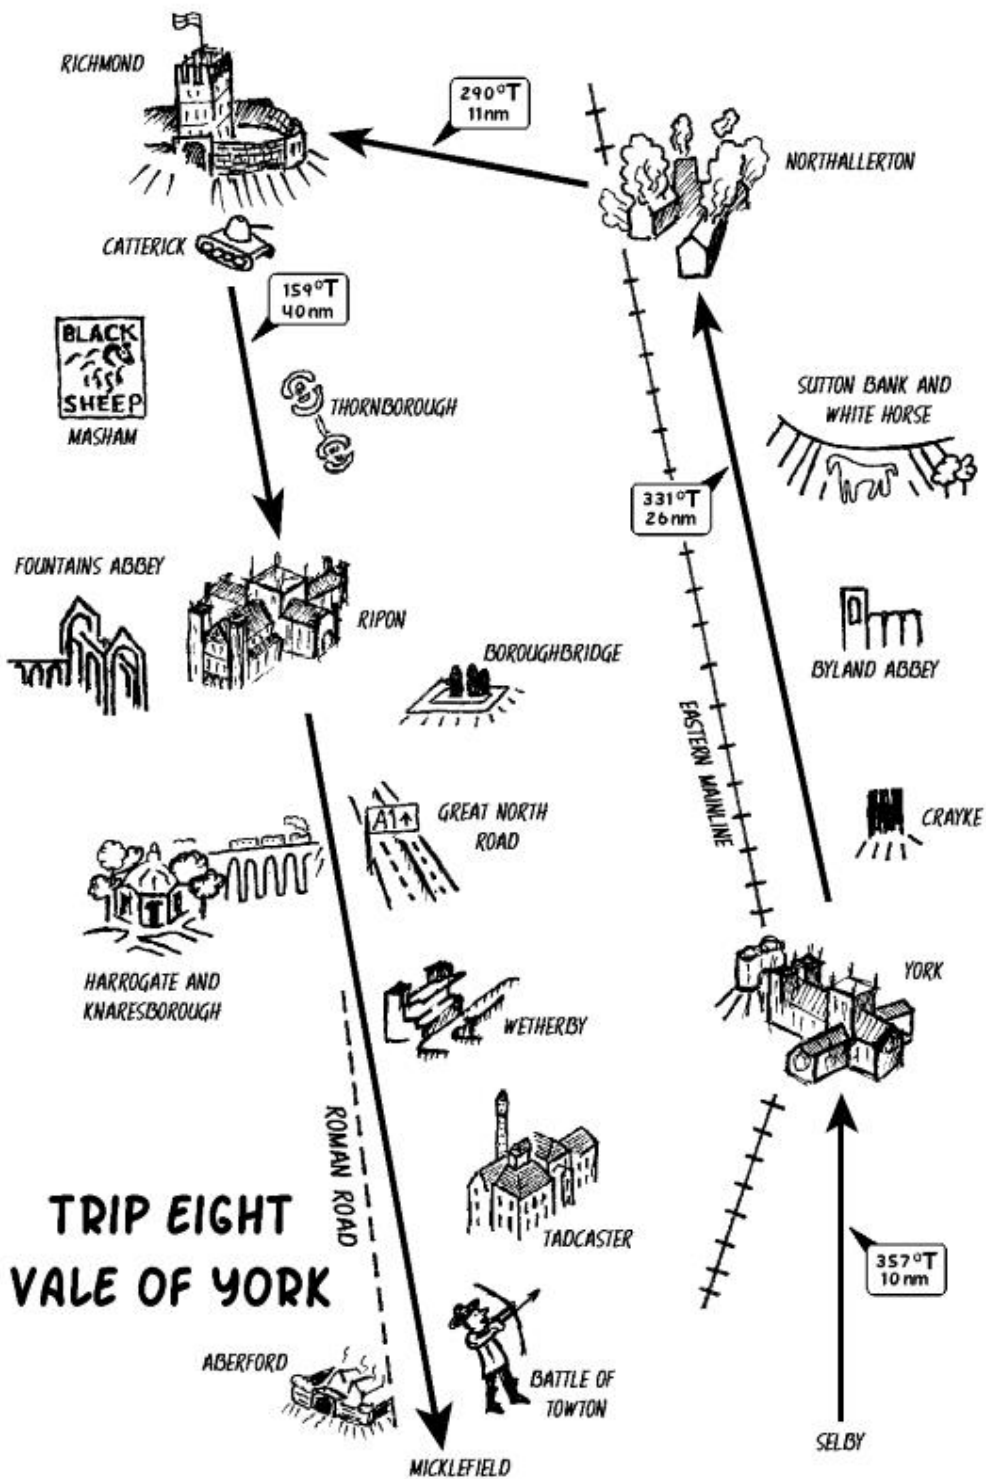 RICHMOND
290°T
11nm
NORTHALLERTON
CATTERICK
159°T
40nm
BLACK
SHEEP
MASHAM
THORNBOROUGH
SUTTON BANK AND
WHITE HORSE
331°T
26nm
FOUNTAINS ABBEY
RIPON
BOROUGHBRIDGE
BYLAND ABBEY
EASTERN MAINLINE
A1↑
GREAT NORTH
ROAD
CRAYKE
HARROGATE AND
KNARESBOROUGH
WETHERBY
YORK
ROMAN ROAD
TADCASTER
TRIP EIGHT
VALE OF YORK
357°T
10nm
ABERFORD
BATTLE OF
TOWTON
MICKLEFIELD
SELBY